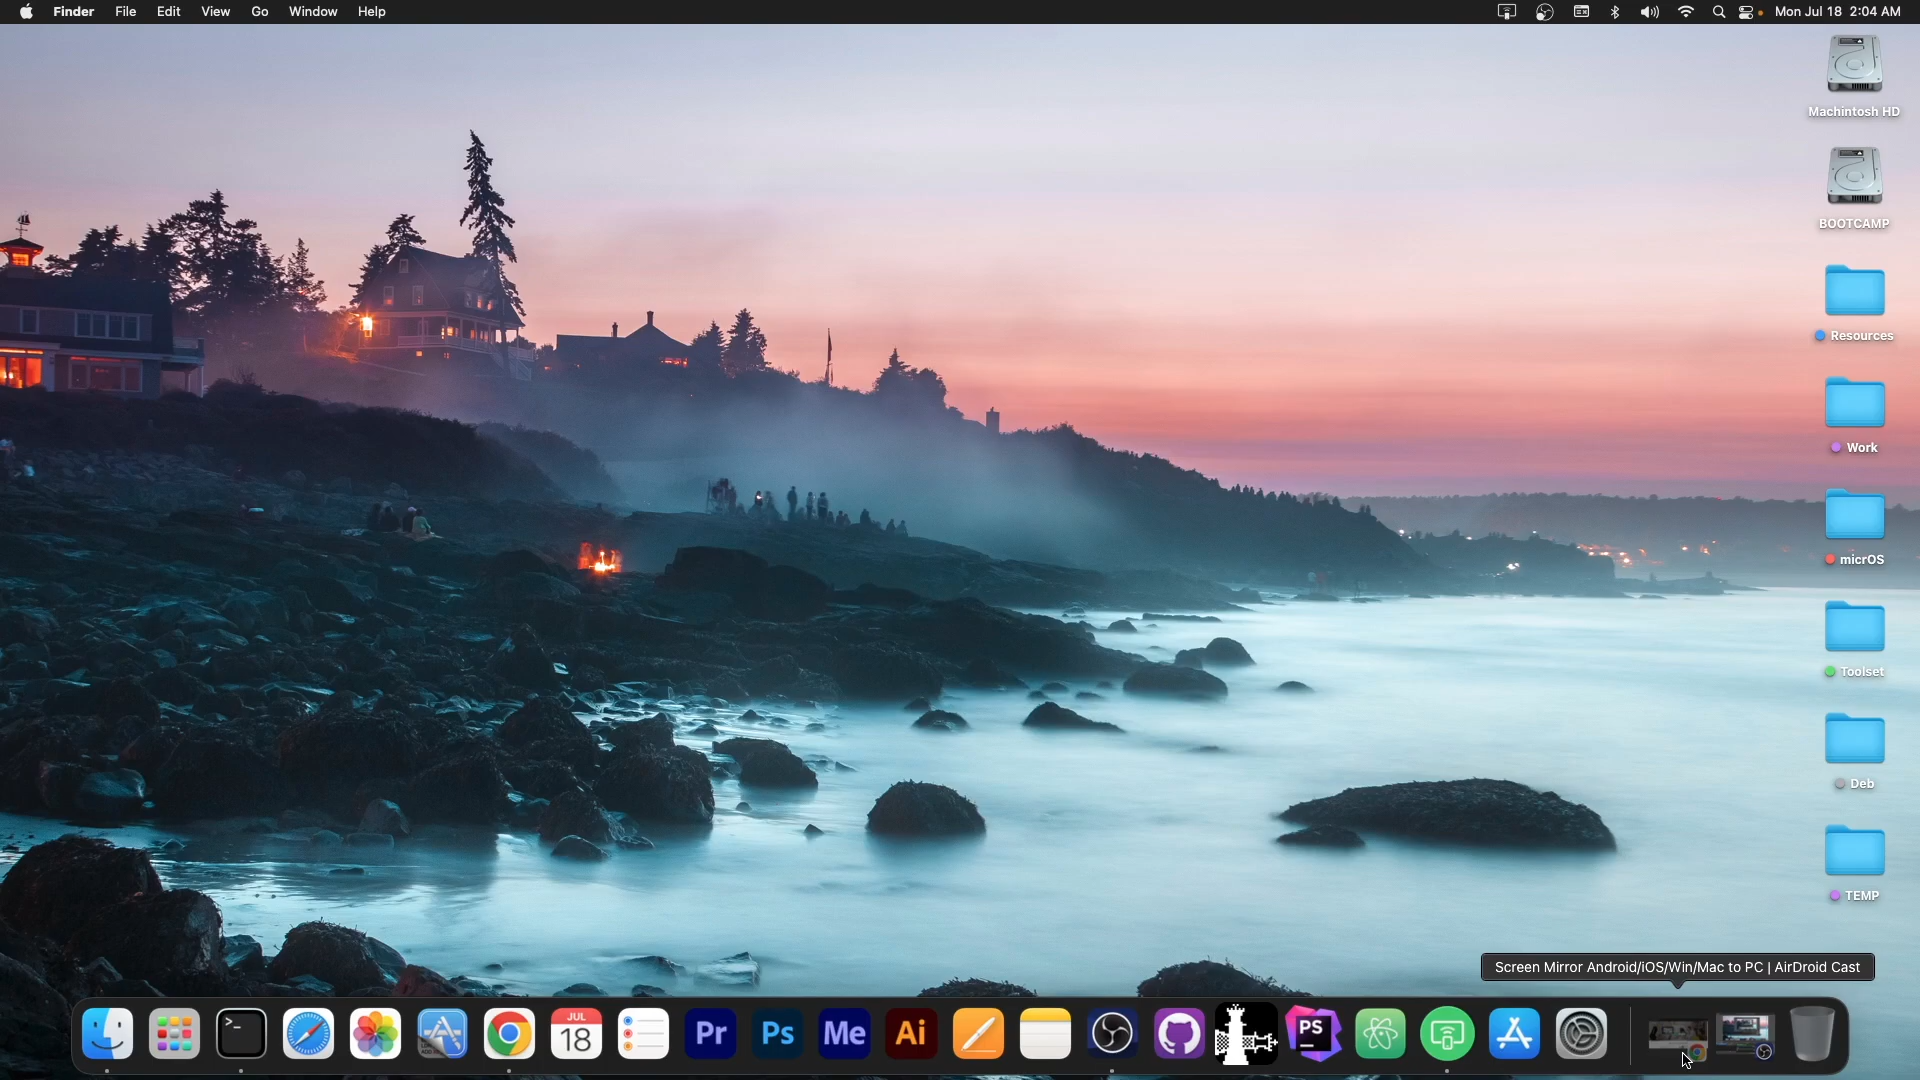 Finder File Edit View Go Window Help
Mon Jul 18 2:04 AM
Machintosh HD
BOOTCAMP
Resources
Work
micrOS
Toolset
Deb
TEMP
Screen Mirror Android/iOS/Win/Mac to PC | AirDroid Cast
>_
JUL
18
Pr
Ps
Me
Ai
PS